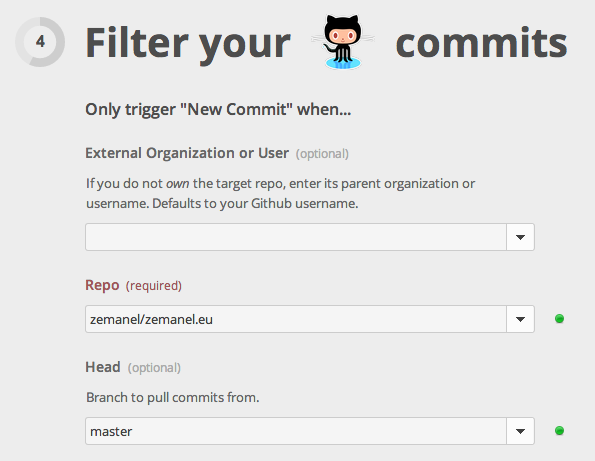 4
Filter your commits
Only trigger "New Commit" when...
External Organization or User (optional)
If you do not own the target repo, enter its parent organization or
username. Defaults to your Github username.
Repo (required)
zemanel/zemanel.eu
Head (optional)
Branch to pull commits from.
master